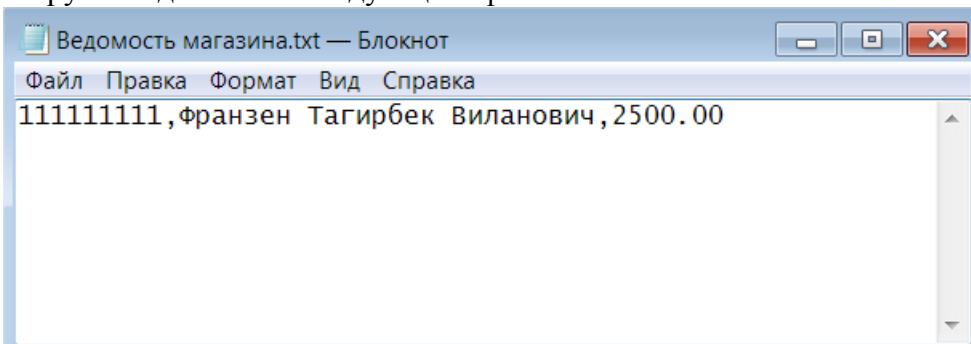 Ведомость магазина.txt — Блокнот
Файл Правка Формат Вид Справка
111111111,Франзен Тагирбек Виланович,2500.00